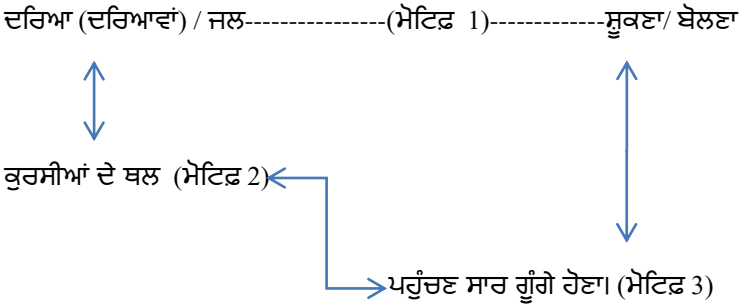 ਦਰਿਆ (ਦਰਿਆਵਾਂ) / ਜਲ----------------(ਮੋਟਿਫ਼ 1)-------------ਸ਼ੂਕਣਾ/ ਬੋਲਣਾ
ਕੁਰਸੀਆਂ ਦੇ ਥਲ (ਮੋਟਿਫ਼ 2)
ਪਹੁੰਚਣ ਸਾਰ ਗੂੰਗੇ ਹੋਣਾ। (ਮੋਟਿਫ਼ 3)